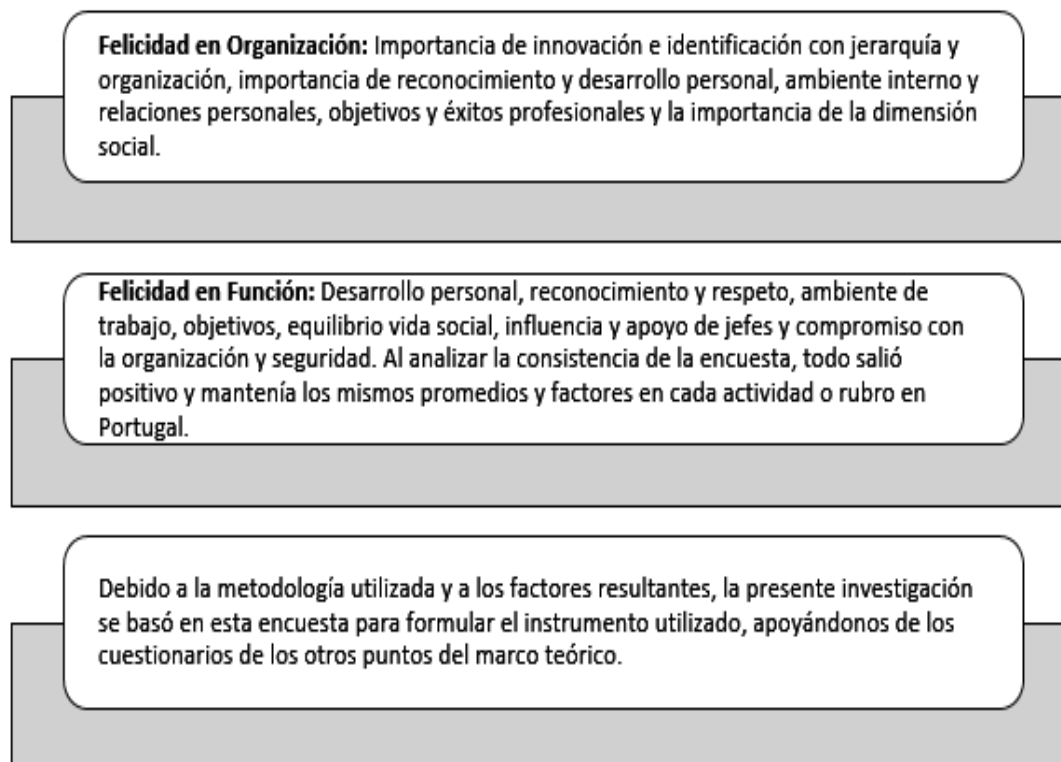 Felicidad en Organización: Importancia de innovación e identificación con jerarquía y
organización, importancia de reconocimiento y desarrollo personal, ambiente interno y
relaciones personales, objetivos y éxitos profesionales y la importancia de la dimensión
social.
Felicidad en Función: Desarrollo personal, reconocimiento y respeto, ambiente de
trabajo, objetivos, equilibrio vida social, influencia y apoyo de jefes y compromiso con
la organización y seguridad. Al analizar la consistencia de la encuesta, todo salió
positivo y mantenía los mismos promedios y factores en cada actividad o rubro en
Portugal.
Debido a la metodología utilizada y a los factores resultantes, la presente investigación
se basó en esta encuesta para formular el instrumento utilizado, apoyándonos de los
cuestionarios de los otros puntos del marco teórico.